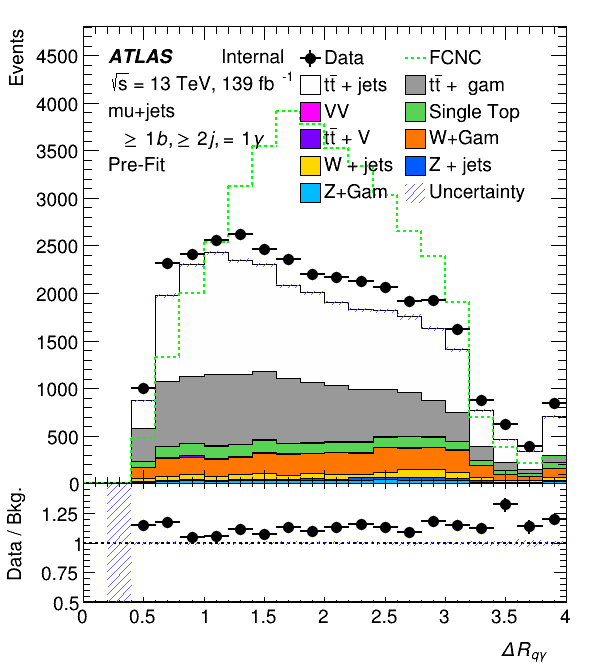 Events
4500
4000
3500
3000
2500
2000
1500
1000
500
0
ATLAS Internal
√s = 13 TeV, 139 fb⁻¹
mu+jets
≥ 1b, ≥ 2j, = 1γ
Pre-Fit
Data
FCNC
tt̄ + jets
tt̄ + gam
VV
Single Top
tt̄ + V
W+Gam
W + jets
Z + jets
Z+Gam
Uncertainty
Data / Bkg.
1.25
1
0.75
0.5
0 0.5 1 1.5 2 2.5 3 3.5 4
ΔR_qγ